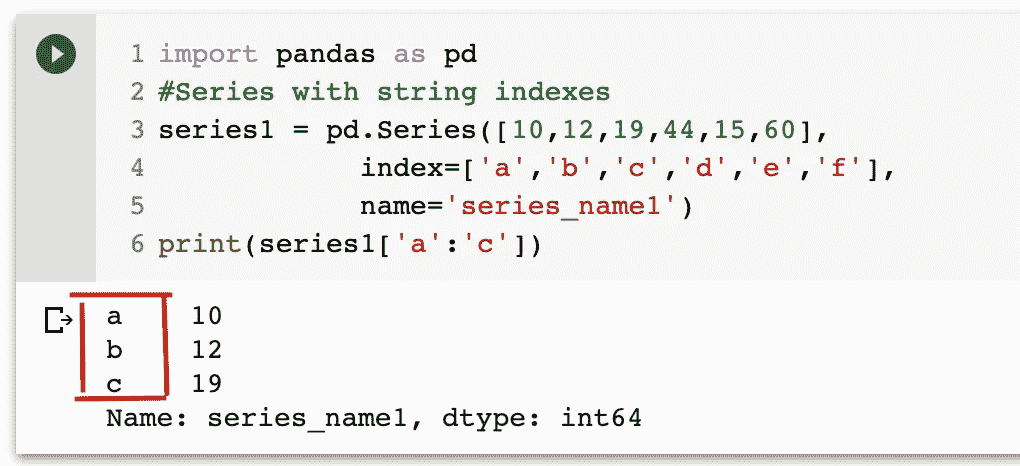 1 import pandas as pd
2 #Series with string indexes
3 series1 = pd.Series([10,12,19,44,15,60],
4             index=['a','b','c','d','e','f'],
5             name='series_name1')
6 print(series1['a':'c'])
a    10
b    12
c    19
Name: series_name1, dtype: int64